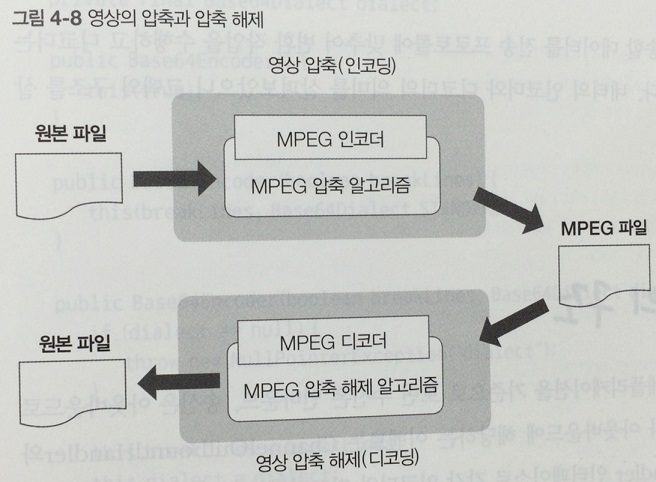 그림 4-8 영상의 압축과 압축 해제
영상 압축(인코딩)
원본 파일
MPEG 인코더
MPEG 압축 알고리즘
MPEG 파일
원본 파일
MPEG 디코더
MPEG 압축 해제 알고리즘
영상 압축 해제(디코딩)